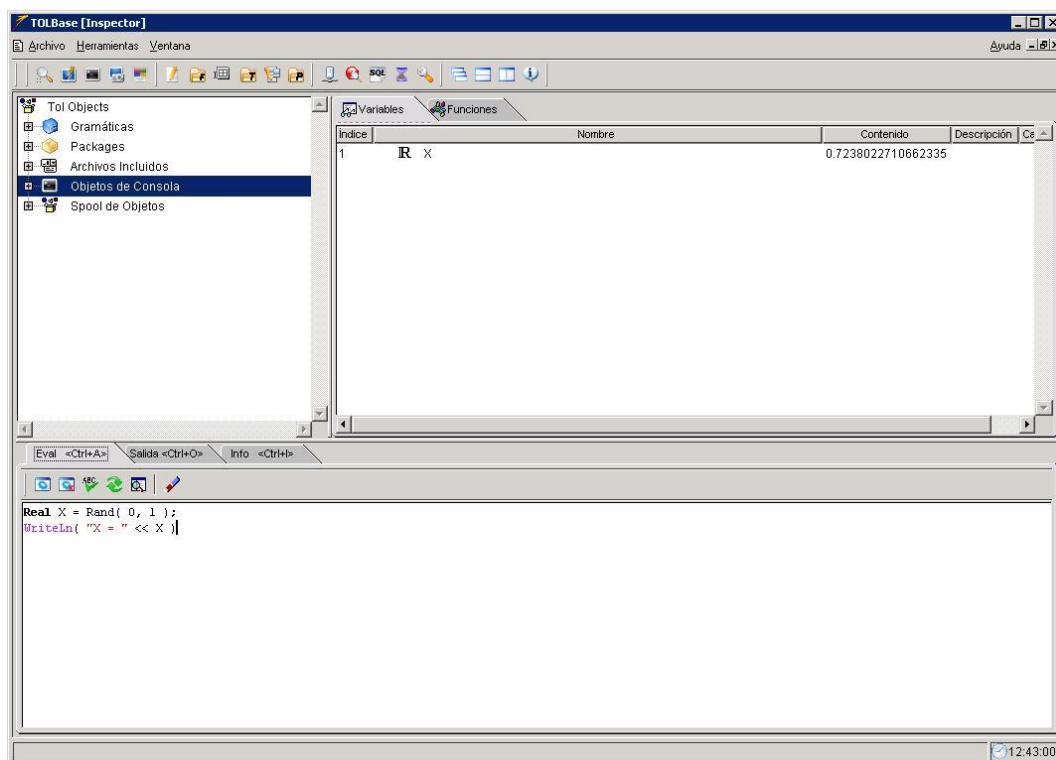 TOLBase [Inspector]
Archivo Herramientas Ventana Ayuda
Tol Objects
Gramáticas
Packages
Archivos Incluidos
Objetos de Consola
Spool de Objetos
Variables Funciones
Índice Nombre Contenido Descripción Ca
1 ℝ X 0.7238022710662335
Eval <Ctrl+A> Salida <Ctrl+O> Info <Ctrl+I>
Real X = Rand( 0, 1 );
WriteLn( "X = " << X )
12:43:00